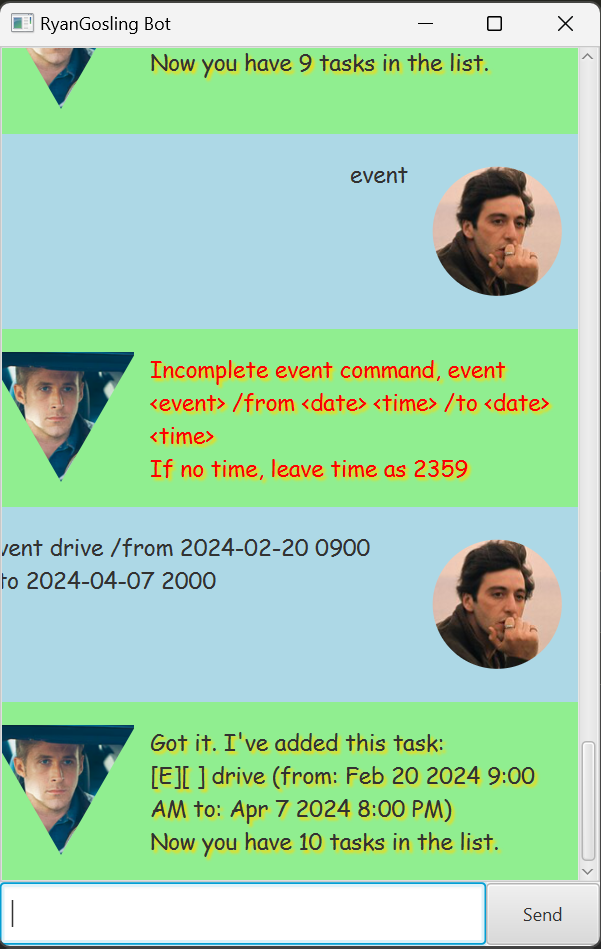 RyanGosling Bot
Now you have 9 tasks in the list.
event
Incomplete event command, event
<event> /from <date> <time> /to <date>
<time>
If no time, leave time as 2359
vent drive /from 2024-02-20 0900
to 2024-04-07 2000
Got it. I've added this task:
[E][ ] drive (from: Feb 20 2024 9:00
AM to: Apr 7 2024 8:00 PM)
Now you have 10 tasks in the list.
Send